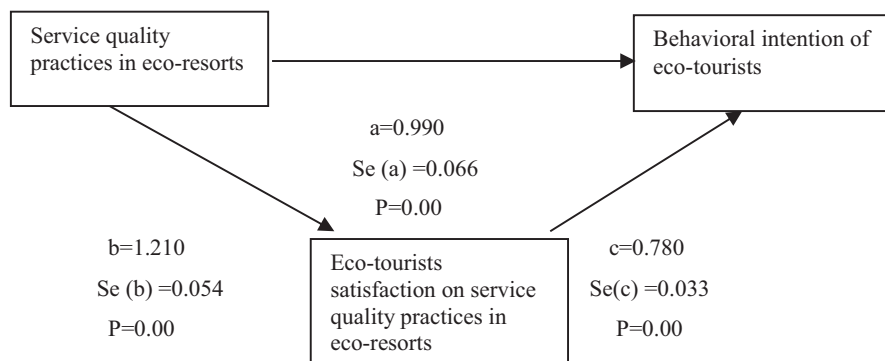 Service quality
practices in eco-resorts
Behavioral intention of
eco-tourists
a=0.990
Se (a) =0.066
P=0.00
b=1.210
Se (b) =0.054
P=0.00
Eco-tourists
satisfaction on service
quality practices in
eco-resorts
c=0.780
Se(c) =0.033
P=0.00